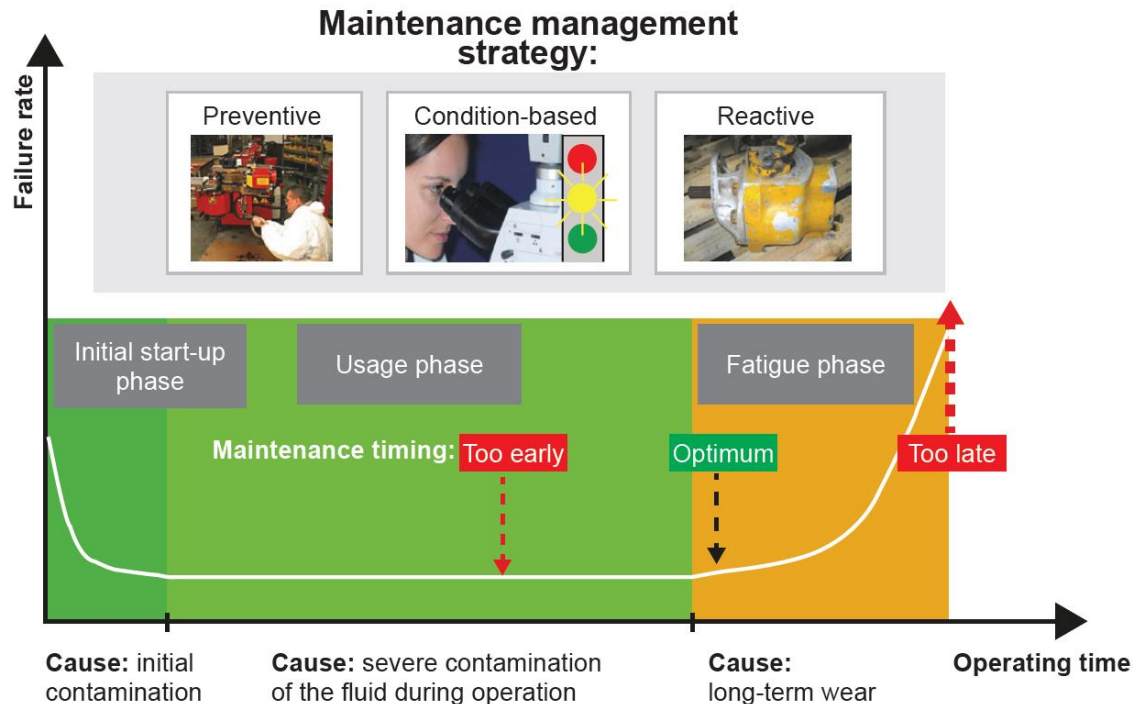 Maintenance management
strategy:
Failure rate
Preventive
Condition-based
Reactive
Initial start-up
phase
Usage phase
Fatigue phase
Maintenance timing:
Too early
Optimum
Too late
Cause: initial
contamination
Cause: severe contamination
of the fluid during operation
Cause:
long-term wear
Operating time